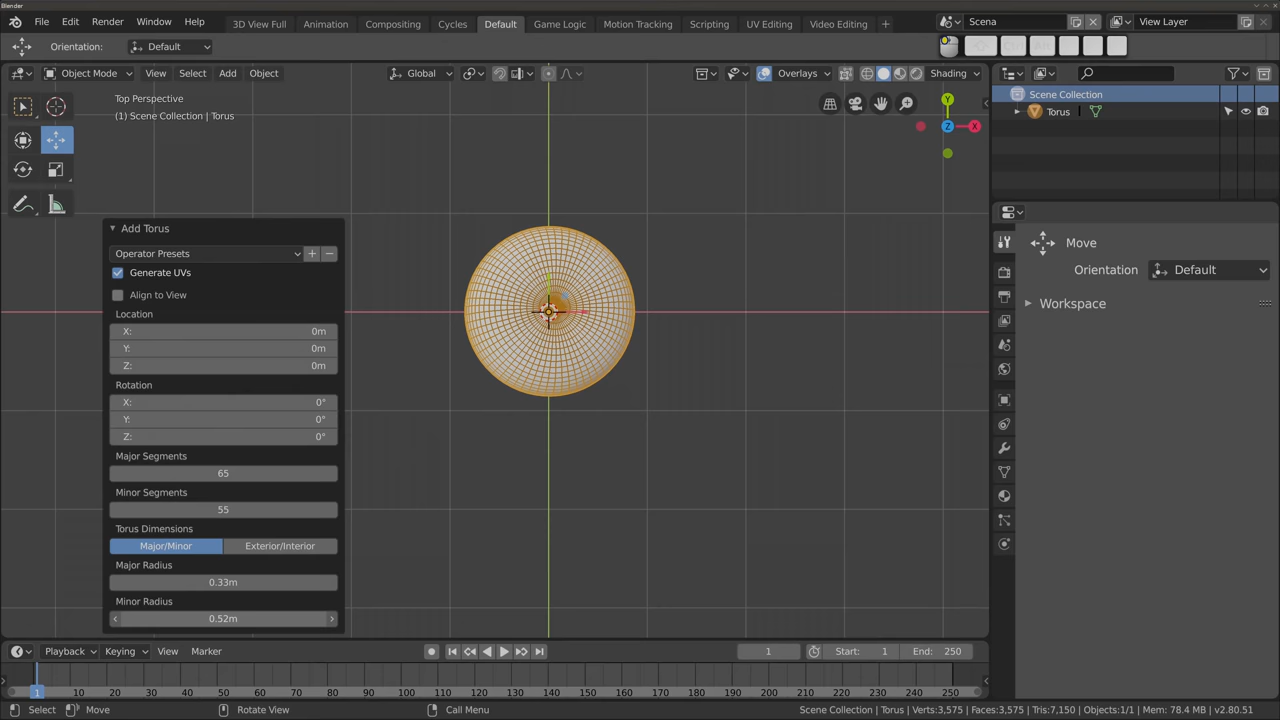 Blender
File Edit Render Window Help
3D View Full Animation Compositing Cycles Default Game Logic Motion Tracking Scripting UV Editing Video Editing +
Scena
View Layer
Orientation: Default
Object Mode View Select Add Object
Global
Overlays
Shading
Top Perspective
(1) Scene Collection | Torus
Y
Z
X
Scene Collection
Torus
Add Torus
Operator Presets
Generate UVs
Align to View
Location
X: 0m
Y: 0m
Z: 0m
Rotation
X: 0°
Y: 0°
Z: 0°
Major Segments
65
Minor Segments
55
Torus Dimensions
Major/Minor Exterior/Interior
Major Radius
0.33m
Minor Radius
0.52m
Move
Orientation Default
Workspace
Playback Keying View Marker
1
Start: 1
End: 250
1 10 20 30 40 50 60 70 80 90 100 110 120 130 140 150 160 170 180 190 200 210 220 230 240 250
Select Move Rotate View Call Menu
Scene Collection | Torus | Verts:3,575 | Faces:3,575 | Tris:7,150 | Objects:1/1 | Mem: 78.4 MB | v2.80.51